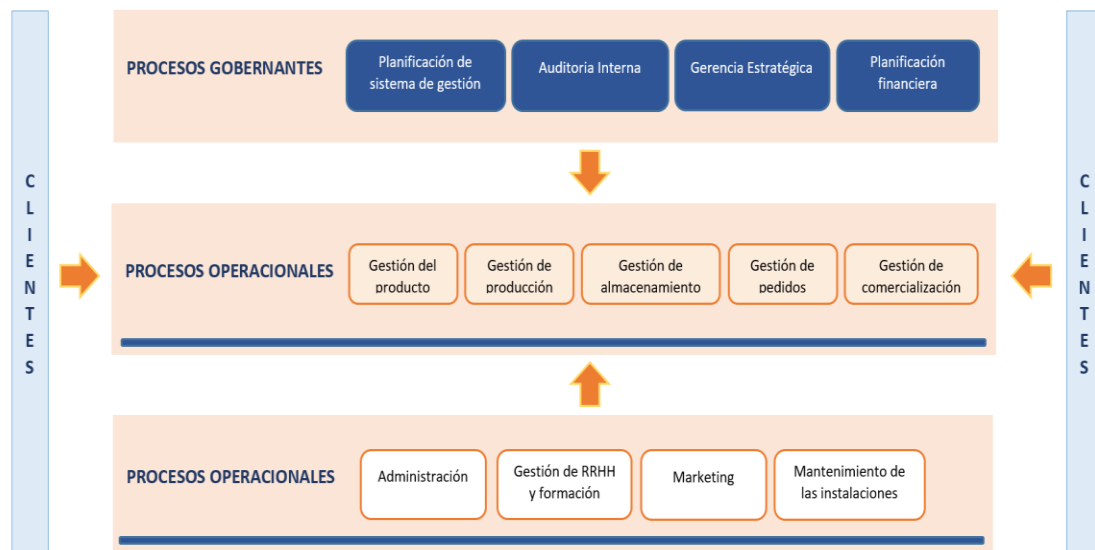 PROCESOS GOBERNANTES
Planificación de
sistema de gestión
Auditoria Interna
Gerencia Estratégica
Planificación
financiera
CLIENTES
PROCESOS OPERACIONALES
Gestión del
producto
Gestión de
producción
Gestión de
almacenamiento
Gestión de
pedidos
Gestión de
comercialización
CLIENTES
PROCESOS OPERACIONALES
Administración
Gestión de RRHH
y formación
Marketing
Mantenimiento de
las instalaciones